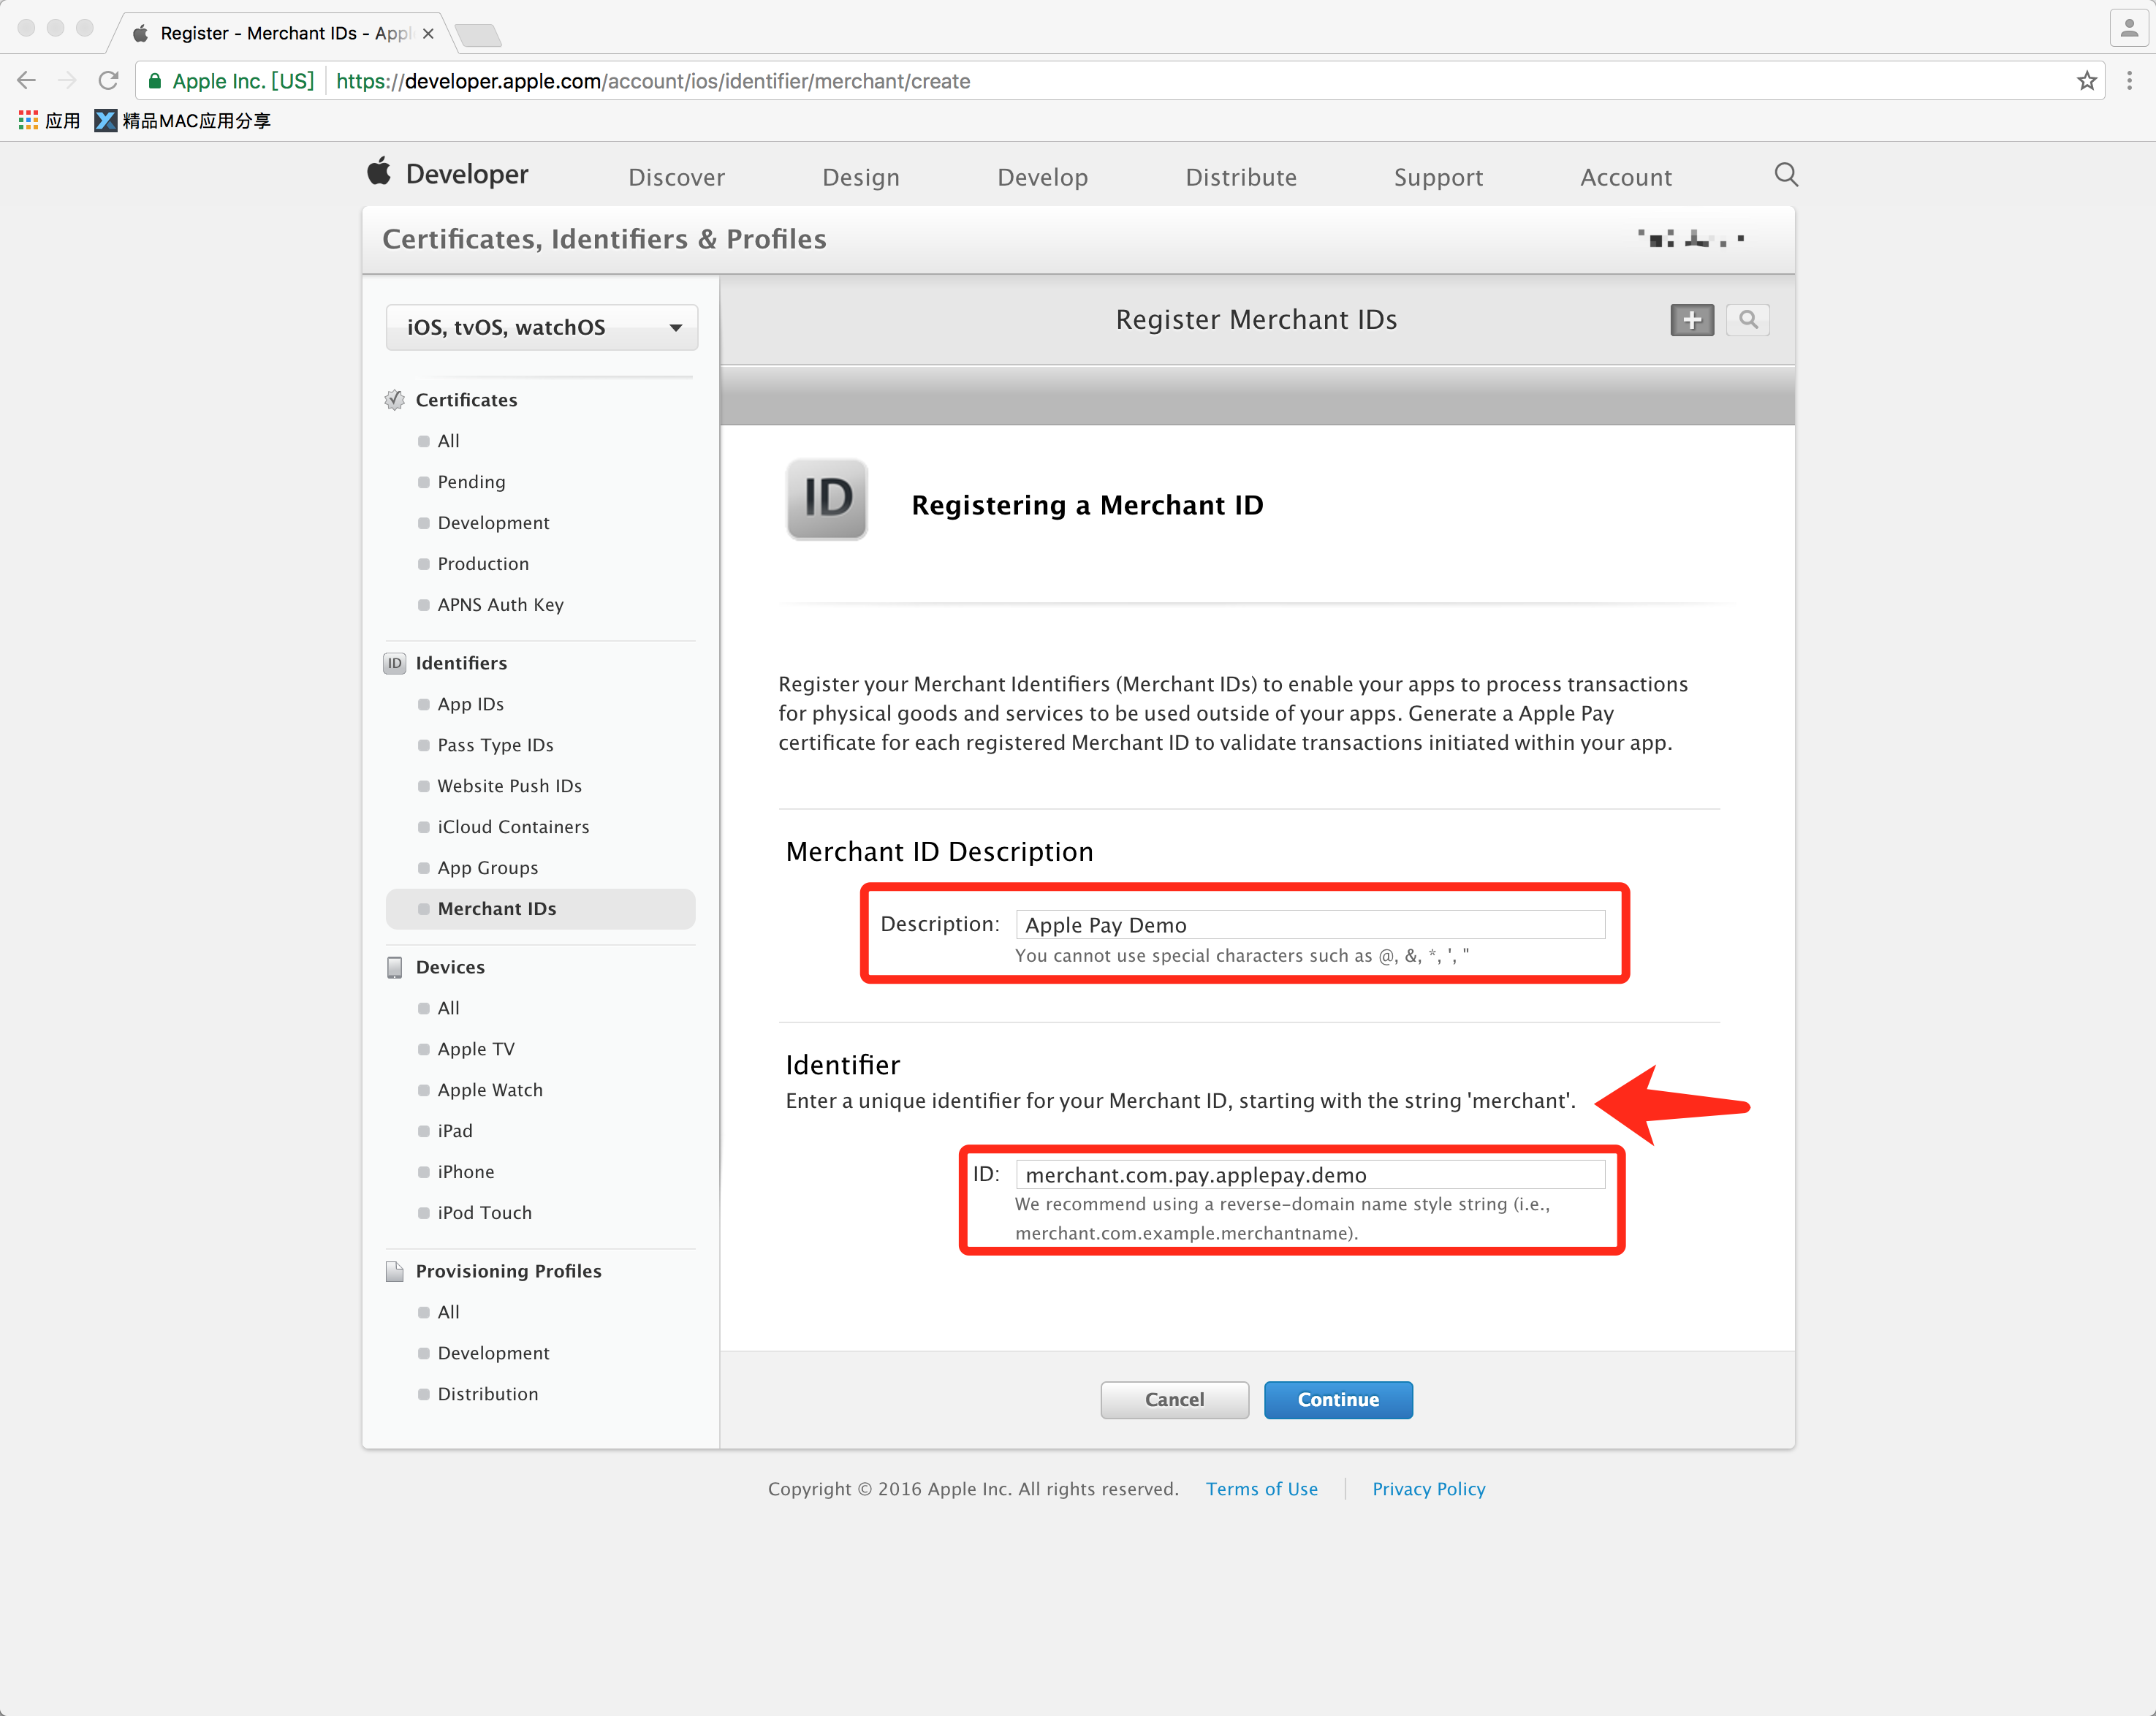 Register - Merchant IDs - Appl
Apple Inc. [US]
https://developer.apple.com/account/ios/identifier/merchant/create
应用
精品MAC应用分享
Developer
Discover
Design
Develop
Distribute
Support
Account
Certificates, Identifiers & Profiles
iOS, tvOS, watchOS
Register Merchant IDs
Certificates
All
Pending
Development
Production
APNS Auth Key
ID Identifiers
App IDs
Pass Type IDs
Website Push IDs
iCloud Containers
App Groups
Merchant IDs
Devices
All
Apple TV
Apple Watch
iPad
iPhone
iPod Touch
Provisioning Profiles
All
Development
Distribution
ID
Registering a Merchant ID
Register your Merchant Identifiers (Merchant IDs) to enable your apps to process transactions
for physical goods and services to be used outside of your apps. Generate a Apple Pay
certificate for each registered Merchant ID to validate transactions initiated within your app.
Merchant ID Description
Description: Apple Pay Demo
You cannot use special characters such as @, &, *, ', "
Identifier
Enter a unique identifier for your Merchant ID, starting with the string 'merchant'.
ID: merchant.com.pay.applepay.demo
We recommend using a reverse-domain name style string (i.e.,
merchant.com.example.merchantname).
Cancel
Continue
Copyright © 2016 Apple Inc. All rights reserved.
Terms of Use
Privacy Policy